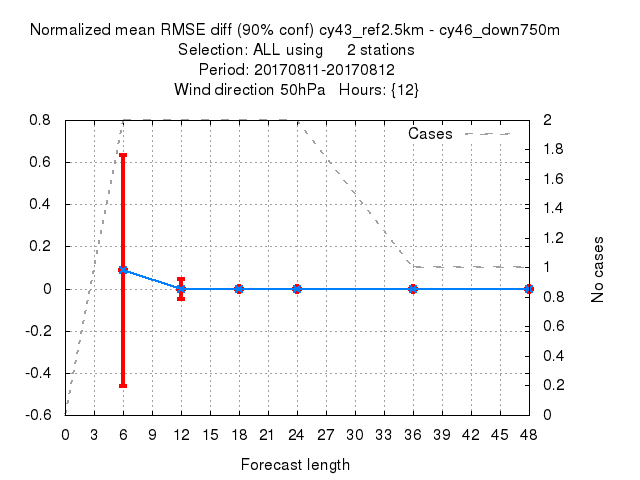 Normalized mean RMSE diff (90% conf) cy43_ref2.5km - cy46_down750m
Selection: ALL using 2 stations
Period: 20170811-20170812
Wind direction 50hPa Hours: {12}
Cases
0.8
0.6
0.4
0.2
0
-0.2
-0.4
-0.6
2
1.8
1.6
1.4
1.2
1
0.8
0.6
0.4
0.2
0
No cases
0 3 6 9 12 15 18 21 24 27 30 33 36 39 42 45 48
Forecast length